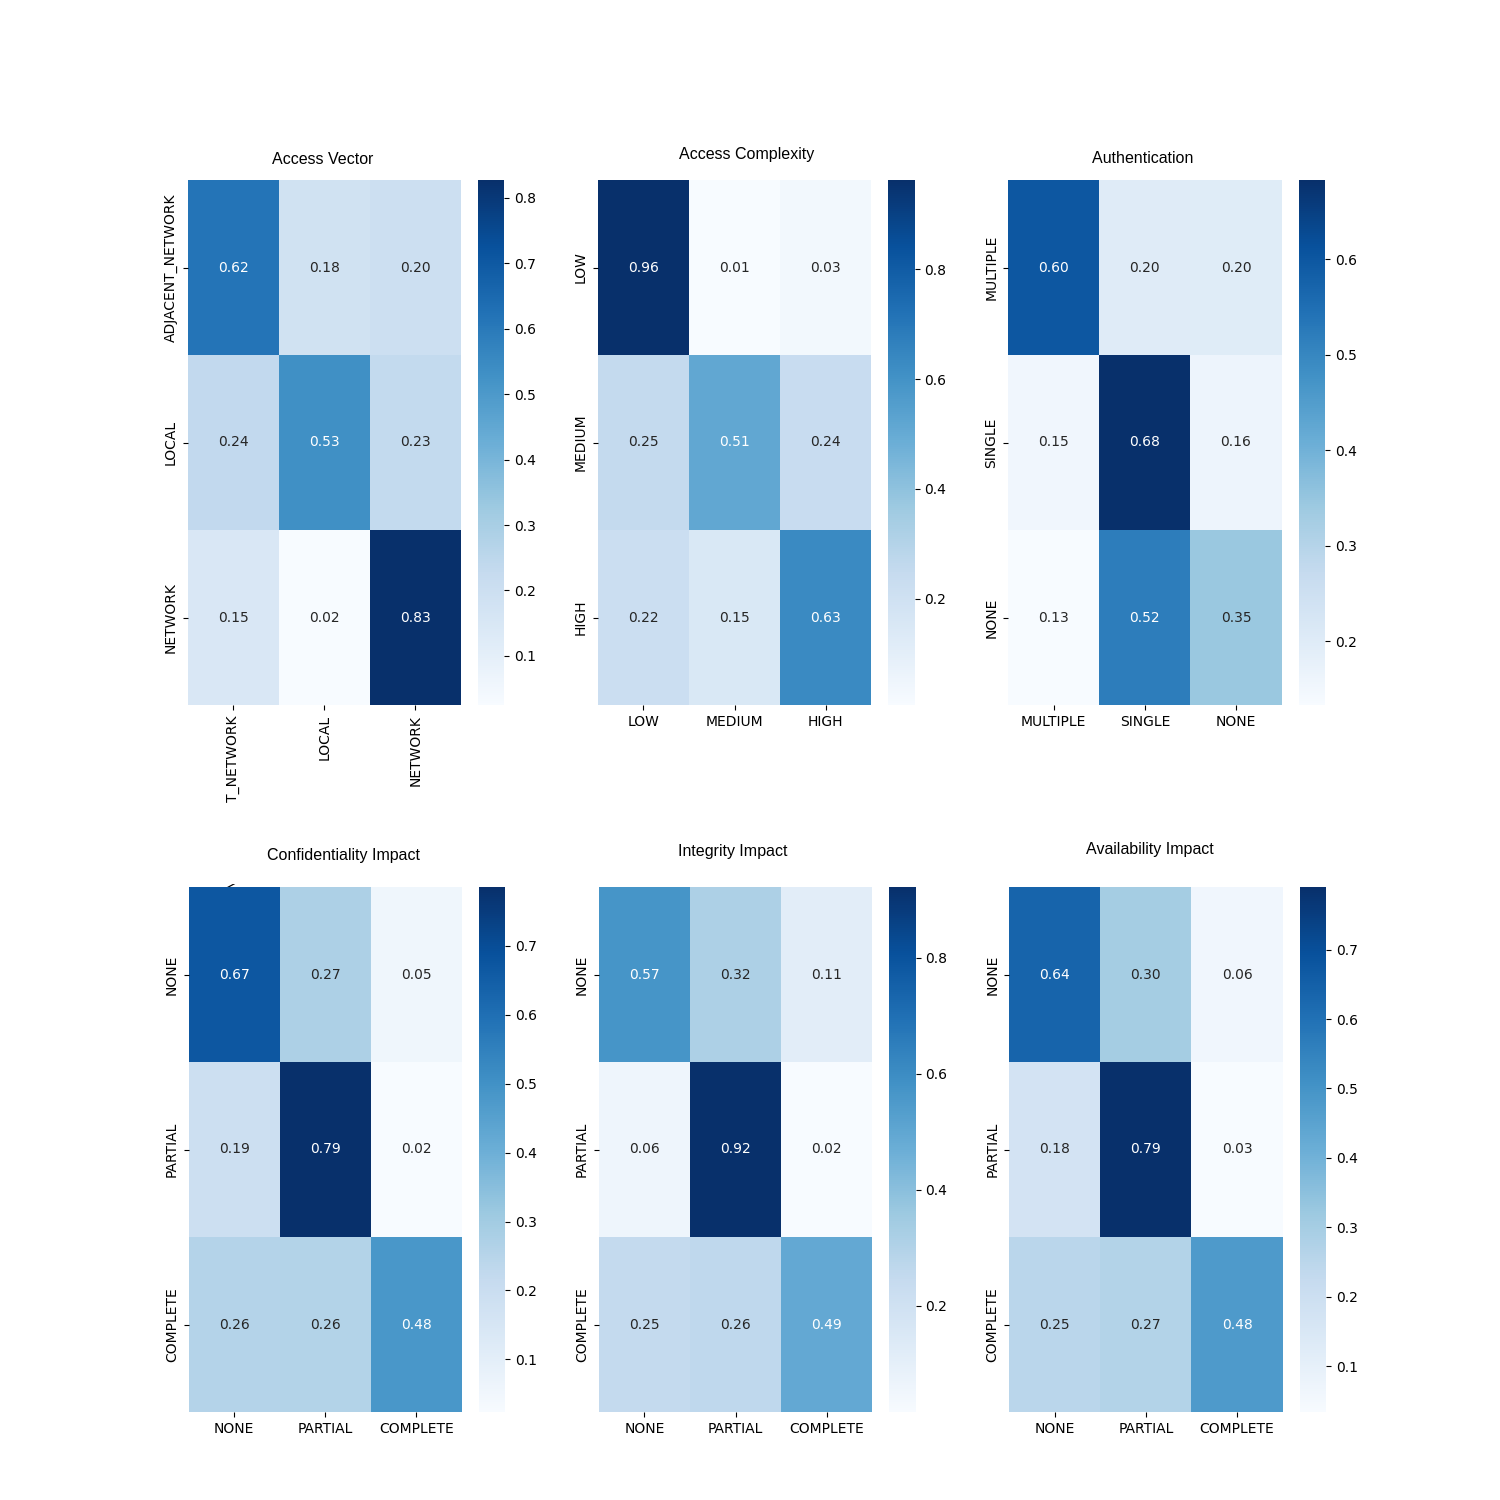 Access Vector
Access Complexity
Authentication
ADJACENT_NETWORK
LOCAL
NETWORK
0.62 0.18 0.20
0.24 0.53 0.23
0.15 0.02 0.83
T_NETWORK
LOCAL
NETWORK
0.8
0.7
0.6
0.5
0.4
0.3
0.2
0.1
LOW
MEDIUM
HIGH
0.96 0.01 0.03
0.25 0.51 0.24
0.22 0.15 0.63
LOW MEDIUM HIGH
0.8
0.6
0.4
0.2
MULTIPLE
SINGLE
NONE
0.60 0.20 0.20
0.15 0.68 0.16
0.13 0.52 0.35
MULTIPLE SINGLE NONE
0.6
0.5
0.4
0.3
0.2
Confidentiality Impact
Integrity Impact
Availability Impact
NONE
PARTIAL
COMPLETE
0.67 0.27 0.05
0.19 0.79 0.02
0.26 0.26 0.48
NONE PARTIAL COMPLETE
0.7
0.6
0.5
0.4
0.3
0.2
0.1
NONE
PARTIAL
COMPLETE
0.57 0.32 0.11
0.06 0.92 0.02
0.25 0.26 0.49
NONE PARTIAL COMPLETE
0.8
0.6
0.4
0.2
NONE
PARTIAL
COMPLETE
0.64 0.30 0.06
0.18 0.79 0.03
0.25 0.27 0.48
NONE PARTIAL COMPLETE
0.7
0.6
0.5
0.4
0.3
0.2
0.1